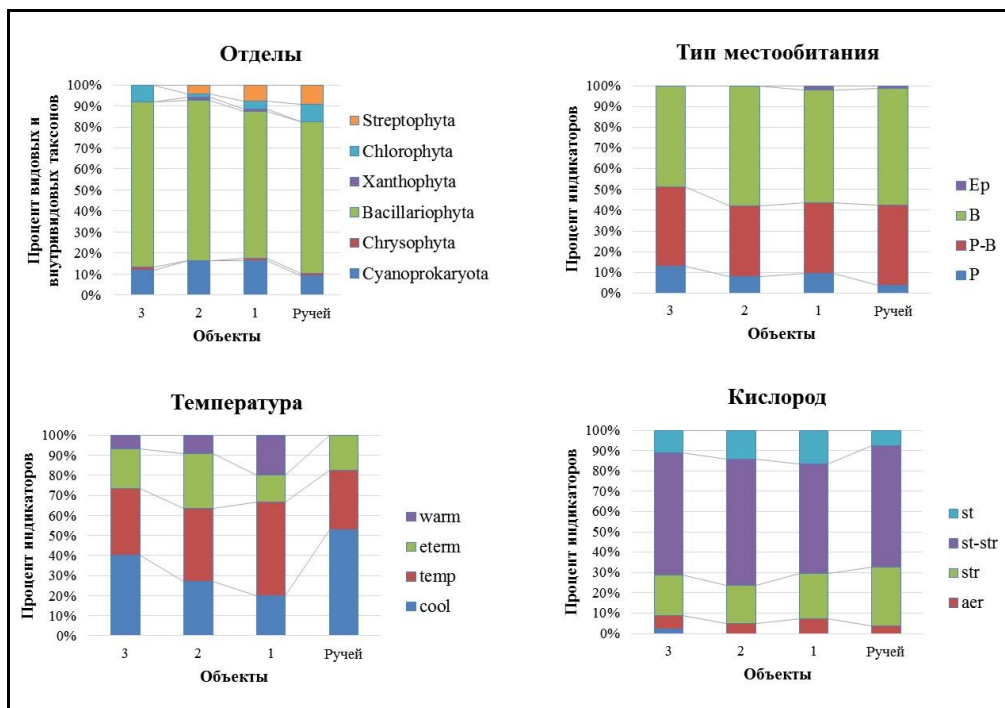 Отделы
Процент видовых и
внутривидовых таксонов
100%
90%
80%
70%
60%
50%
40%
30%
20%
10%
0%
3 2 1 Ручей
Объекты
Streptophyta
Chlorophyta
Xanthophyta
Bacillariophyta
Chrysophyta
Cyanoprokaryota
Тип местообитания
Процент индикаторов
100%
90%
80%
70%
60%
50%
40%
30%
20%
10%
0%
3 2 1 Ручей
Объекты
Ep
B
P-B
P
Температура
Процент индикаторов
100%
90%
80%
70%
60%
50%
40%
30%
20%
10%
0%
3 2 1 Ручей
Объекты
warm
eterm
temp
cool
Кислород
Процент индикаторов
100%
90%
80%
70%
60%
50%
40%
30%
20%
10%
0%
3 2 1 Ручей
Объекты
st
st-str
str
aer